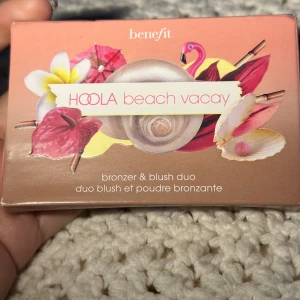 benefit
HOOLA beach vacay
bronzer & blush duo
duo blush et poudre bronzante